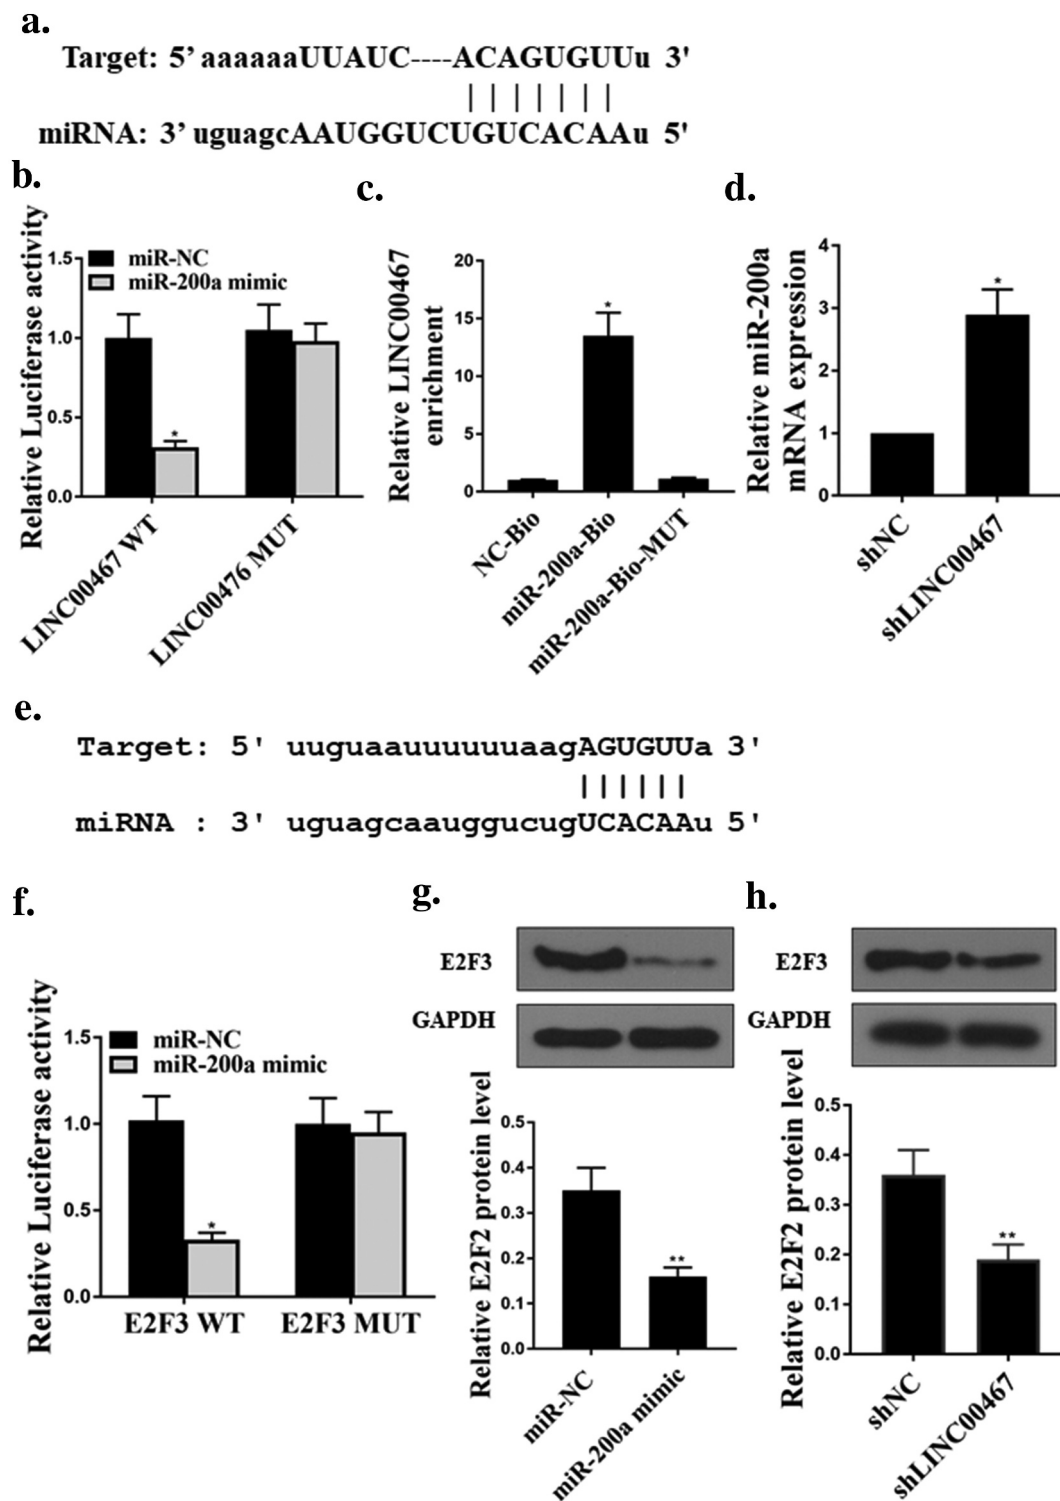 a.
Target: 5' aaaaaaUUAUC----ACAGUGUUu 3'
| | | | | | |
miRNA: 3' uguagcAAUGGUCUGUCACAAu 5'
b.
Relative Luciferase activity
miR-NC
miR-200a mimic
1.5
1.0
0.5
0.0
LINC00467 WT
LINC00476 MUT
c.
Relative LINC00467
enrichment
20
15
10
5
0
*
*
NC-Bio
miR-200a-Bio
miR-200a-Bio-MUT
d.
Relative miR-200a
mRNA expression
4
3
2
1
0
*
shNC
shLINC00467
e.
Target: 5' uuguaauuuuuuaagAGUGUUa 3'
| | | | | |
miRNA : 3' uguagcaauggucugUCACAAu 5'
f.
Relative Luciferase activity
miR-NC
miR-200a mimic
1.5
1.0
0.5
0.0
*
E2F3 WT
E2F3 MUT
g.
E2F3
GAPDH
Relative E2F2 protein level
0.5
0.4
0.3
0.2
0.1
0.0
**
miR-NC
miR-200a mimic
h.
E2F3
GAPDH
Relative E2F2 protein level
0.5
0.4
0.3
0.2
0.1
0.0
**
shNC
shLINC00467